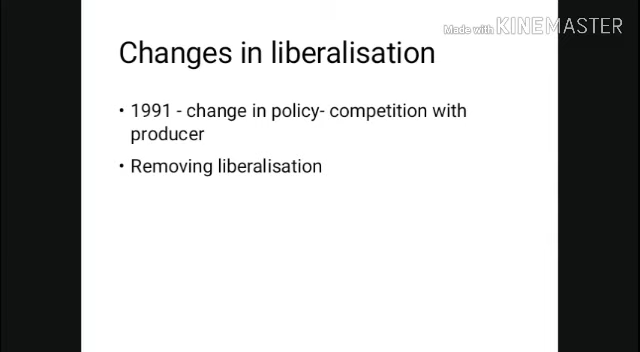 Made with KINEMASTER
Changes in liberalisation
• 1991 - change in policy- competition with
producer
• Removing liberalisation